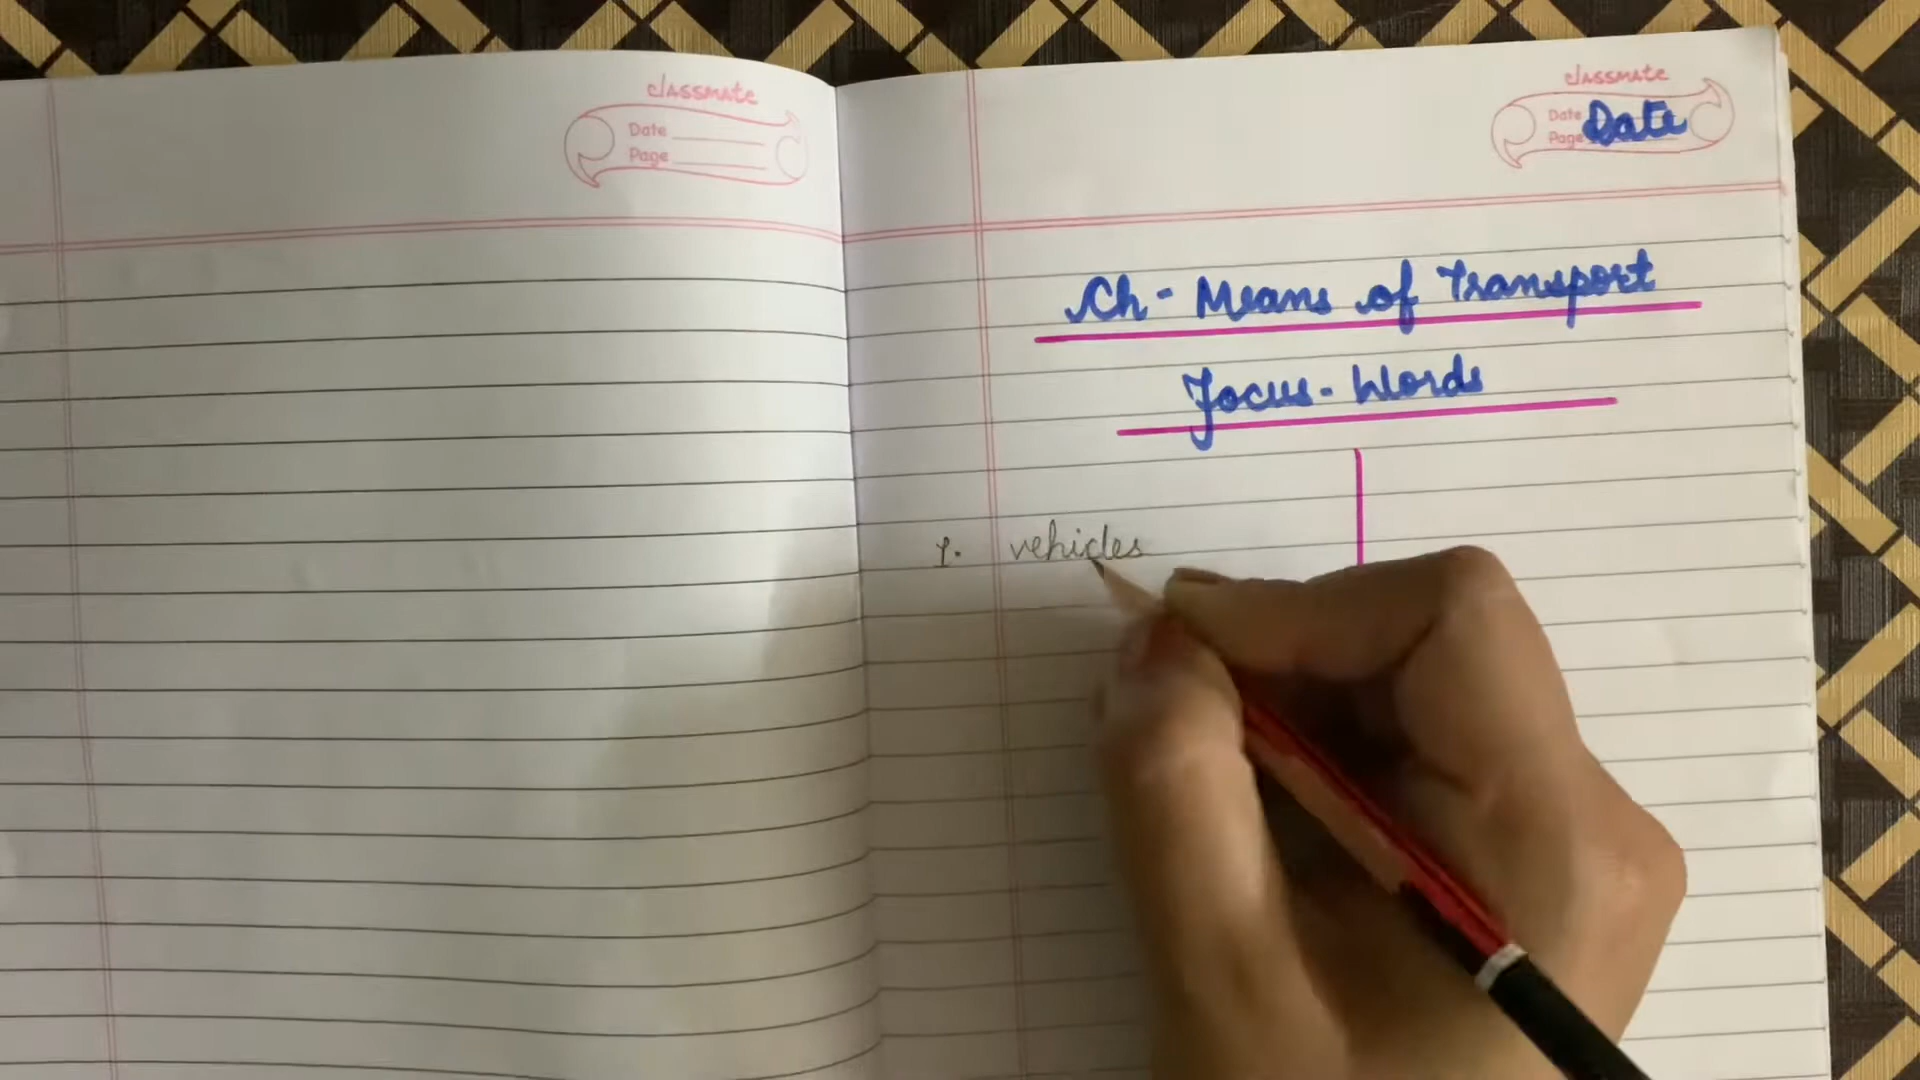 classmate
Date
Page
classmate
Date Date
Page
Ch - Means of Transport
Focus - Words
1. vehicles